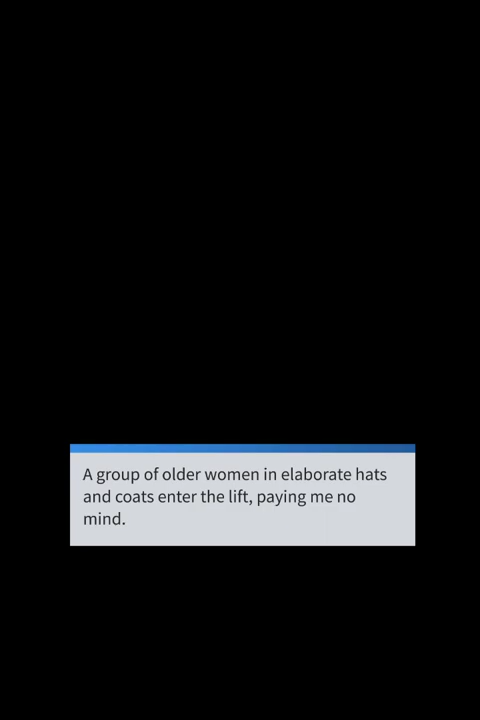 A group of older women in elaborate hats
and coats enter the lift, paying me no
mind.